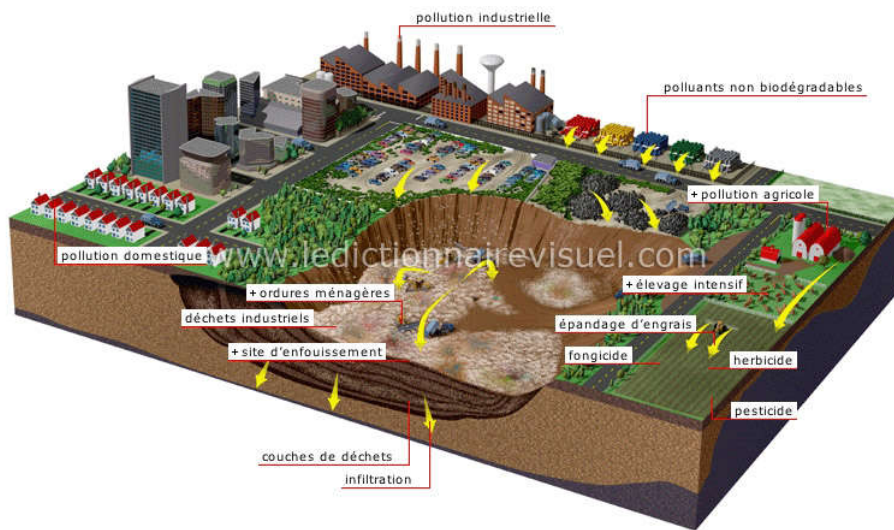 pollution industrielle
polluants non biodégradables
+ pollution agricole
pollution domestique
www.ledictionnairevisuel.com
+ ordures ménagères
+ élevage intensif
déchets industriels
épandage d'engrais
+ site d'enfouissement
fongicide
herbicide
pesticide
couches de déchets
infiltration